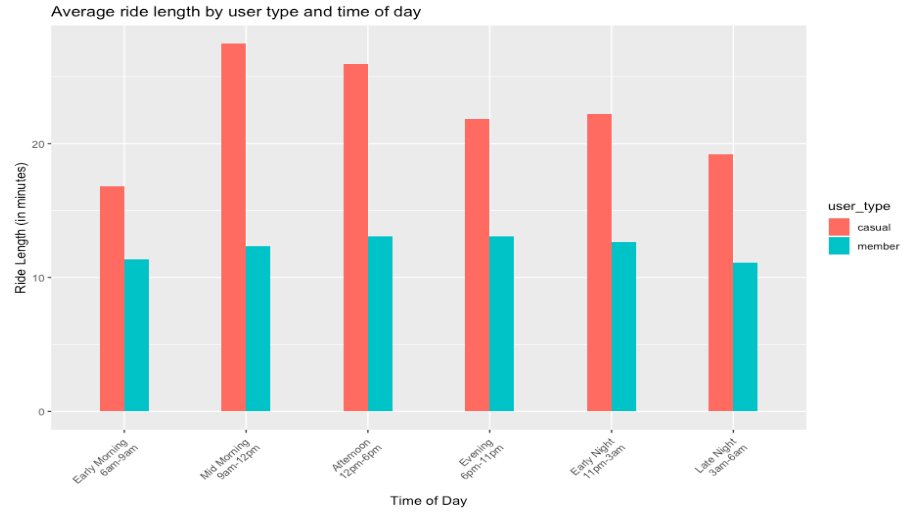 Average ride length by user type and time of day
Ride Length (in minutes)
20
10
0
Early Morning
6am-9am
Mid Morning
9am-12pm
Afternoon
12pm-6pm
Evening
6pm-11pm
Early Night
11pm-3am
Late Night
3am-6am
Time of Day
user_type
casual
member